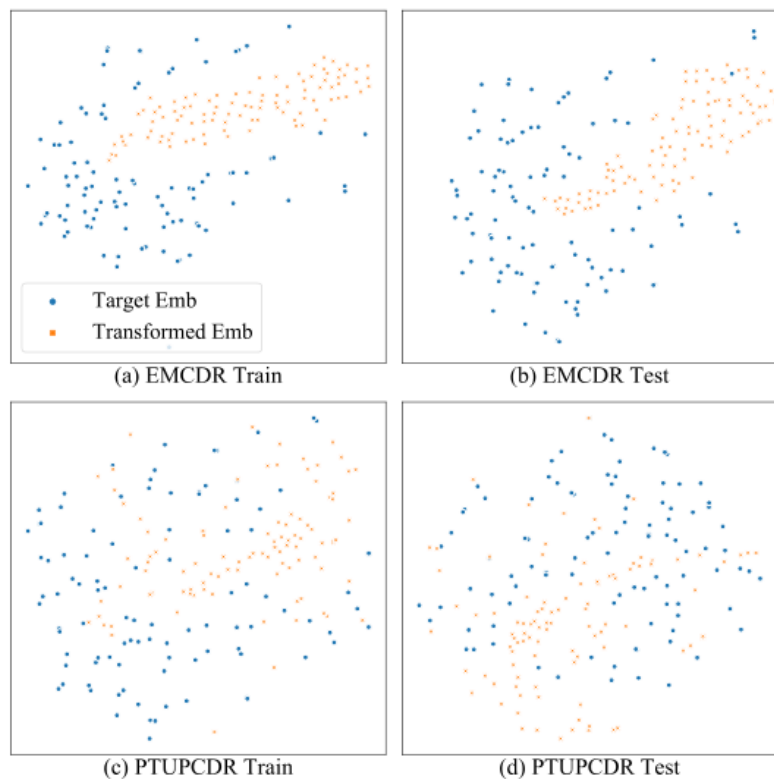 Target Emb
Transformed Emb
(a) EMCDR Train
(b) EMCDR Test
(c) PTUPCDR Train
(d) PTUPCDR Test